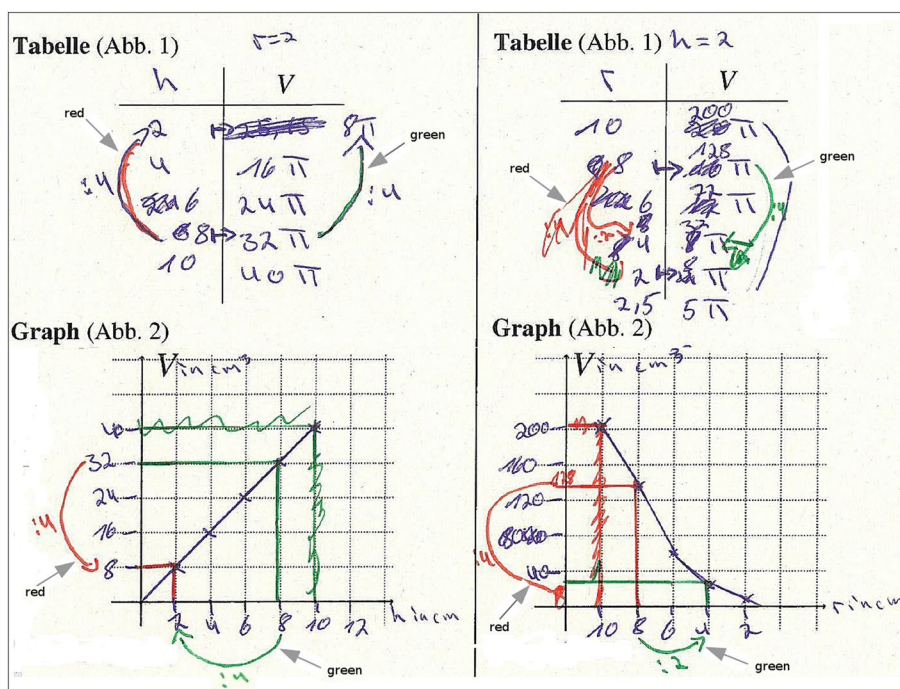 Tabelle (Abb. 1) r=2
h V
2 8π
4 16π
6 24π
8 32π
10 40π
:4
:4
red
green
Graph (Abb. 2)
V in cm³
40
32
24
16
8
2 4 6 8 10 12 h in cm
:4
:4
red
green
Tabelle (Abb. 1) h=2
r V
10 200π
8 128π
6 72π
4 32π
2 8π
2,5 5π
:4
red
green
Graph (Abb. 2)
V in cm³
200
160
128
120
80
40
10 8 6 4 2 r in cm
:4
:2
red
green